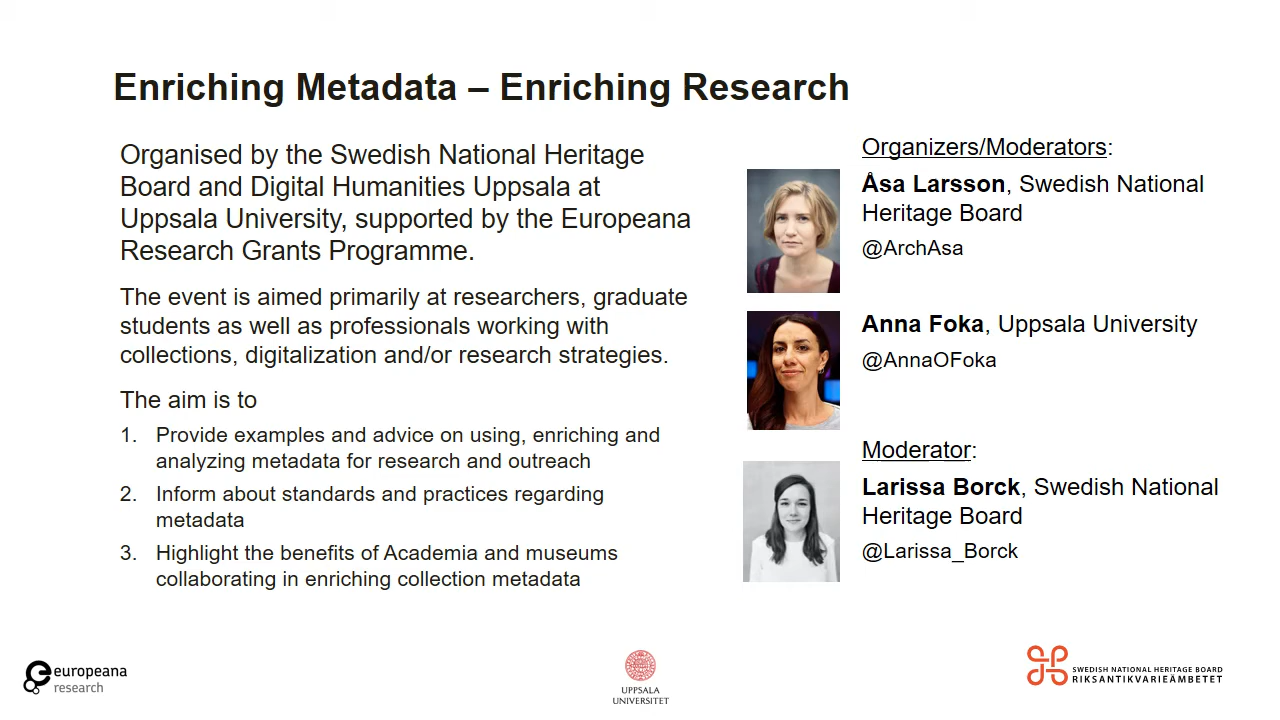 Enriching Metadata – Enriching Research
Organised by the Swedish National Heritage
Board and Digital Humanities Uppsala at
Uppsala University, supported by the Europeana
Research Grants Programme.
The event is aimed primarily at researchers, graduate
students as well as professionals working with
collections, digitalization and/or research strategies.
The aim is to
1. Provide examples and advice on using, enriching and
analyzing metadata for research and outreach
2. Inform about standards and practices regarding
metadata
3. Highlight the benefits of Academia and museums
collaborating in enriching collection metadata
Organizers/Moderators:
Åsa Larsson, Swedish National
Heritage Board
@ArchAsa
Anna Foka, Uppsala University
@AnnaOFoka
Moderator:
Larissa Borck, Swedish National
Heritage Board
@Larissa_Borck
europeana
research
UPPSALA
UNIVERSITET
SWEDISH NATIONAL HERITAGE BOARD
RIKSANTIKVARIEÄMBETET